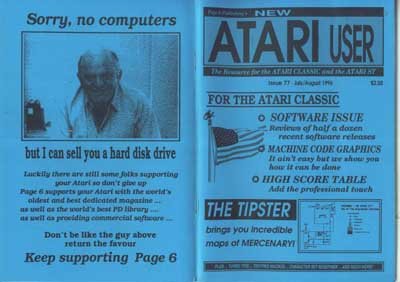 Sorry, no computers
but I can sell you a hard disk drive
Luckily there are still some folks supporting
your Atari so don't give up
Page 6 supports your Atari with the world's
oldest and best dedicated magazine ...
as well as the world's best PD library ....
as well as providing commercial software ...
Don't be like the guy above
return the favour
Keep supporting Page 6
Page 6 Publishing's
NEW
ATARI USER
The Resource for the ATARI CLASSIC and the ATARI ST
Issue 77 - July/August 1996
£2.50
FOR THE ATARI CLASSIC
SOFTWARE ISSUE
Reviews of half a dozen
recent software releases
MACHINE CODE GRAPHICS
It ain't easy but we show you
how it can be done
HIGH SCORE TABLE
Add the professional touch
THE TIPSTER
brings you incredible
maps of MERCENARY!